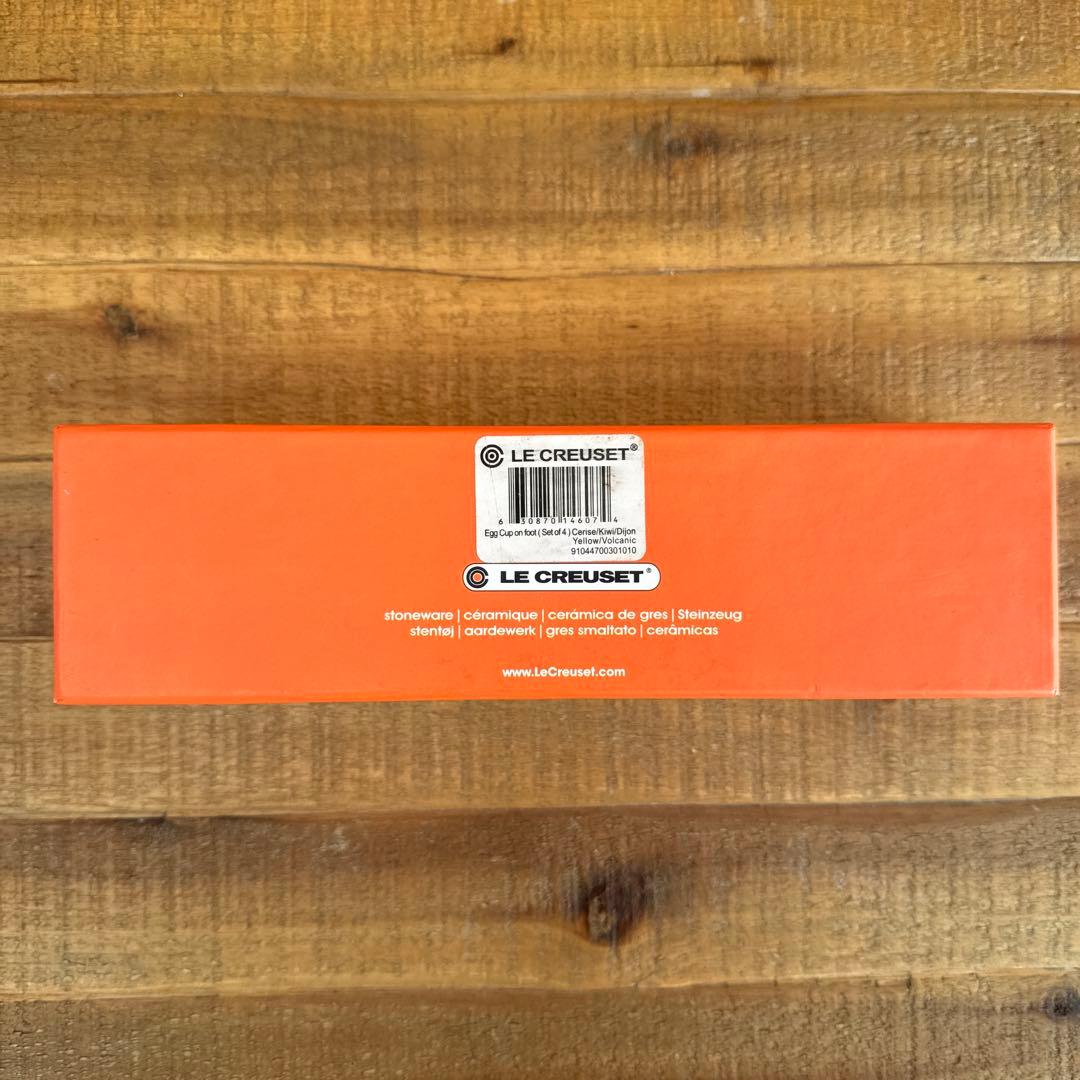 LE CREUSET®
6 30870 14607 4
Egg Cup on foot ( Set of 4 ) Cerise/Kiwi/Dijon
Yellow/Volcanic
91044700301010
LE CREUSET®
stoneware | céramique | cerámica de gres | Steinzeug
stentøj | aardewerk | gres smaltato | cerâmicas
www.LeCreuset.com